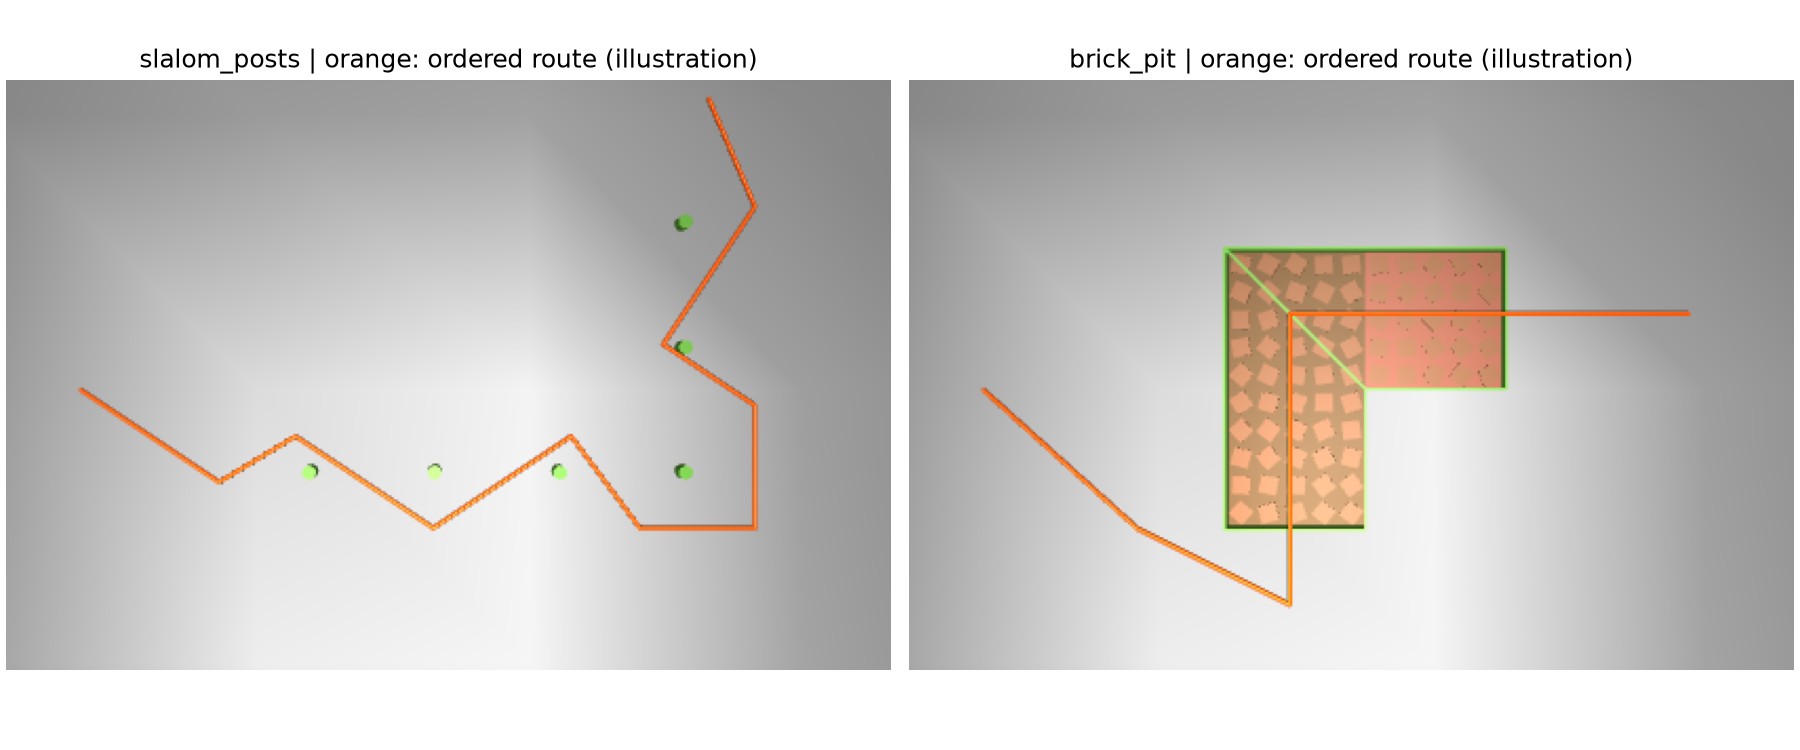 slalom_posts | orange: ordered route (illustration)
brick_pit | orange: ordered route (illustration)